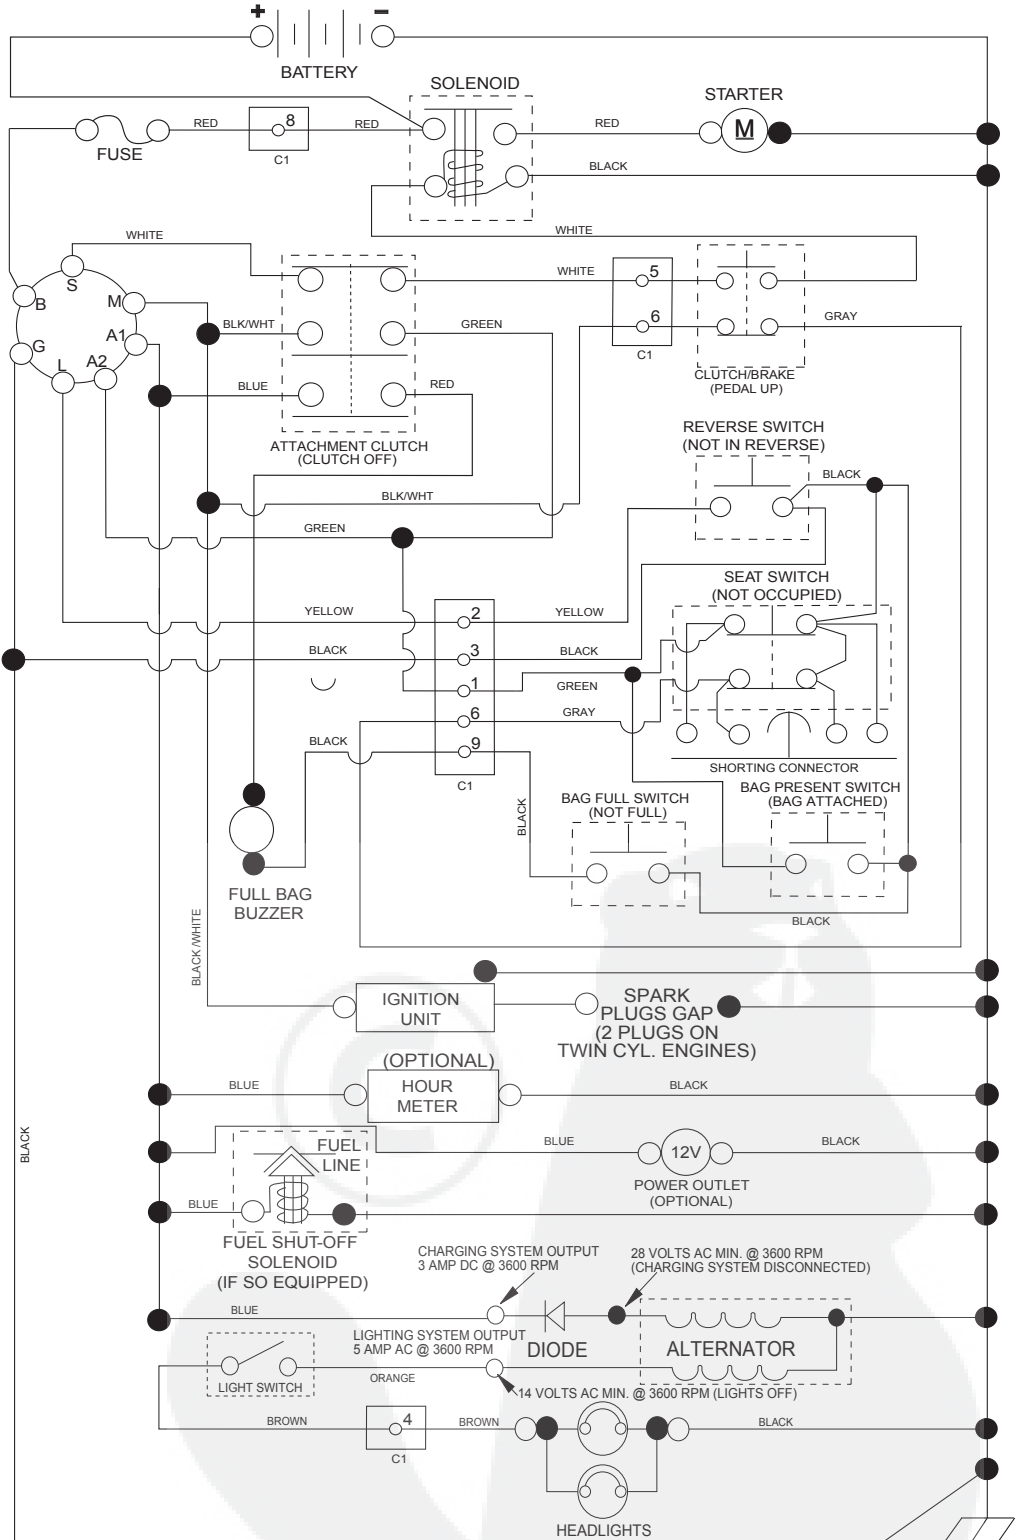 + −
BATTERY
SOLENOID
STARTER
RED
8
RED
RED
M
FUSE
C1
BLACK
WHITE
WHITE
S
WHITE
5
B
M
BLK/WHT
GREEN
6
GRAY
A1
G
C1
L
A2
BLUE
RED
CLUTCH/BRAKE
(PEDAL UP)
ATTACHMENT CLUTCH
(CLUTCH OFF)
REVERSE SWITCH
(NOT IN REVERSE)
BLACK
BLK/WHT
GREEN
SEAT SWITCH
(NOT OCCUPIED)
YELLOW
2
YELLOW
BLACK
3
BLACK
1
GREEN
6
GRAY
BLACK
9
SHORTING CONNECTOR
C1
BAG PRESENT SWITCH
(BAG ATTACHED)
BAG FULL SWITCH
(NOT FULL)
BLACK
FULL BAG
BUZZER
BLACK
BLACK /WHITE
IGNITION
UNIT
SPARK
PLUGS GAP
(2 PLUGS ON
TWIN CYL. ENGINES)
(OPTIONAL)
BLUE
HOUR
METER
BLACK
BLACK
FUEL
LINE
BLUE
12V
BLACK
POWER OUTLET
(OPTIONAL)
BLUE
FUEL SHUT-OFF
SOLENOID
(IF SO EQUIPPED)
CHARGING SYSTEM OUTPUT
3 AMP DC @ 3600 RPM
28 VOLTS AC MIN. @ 3600 RPM
(CHARGING SYSTEM DISCONNECTED)
BLUE
LIGHTING SYSTEM OUTPUT
5 AMP AC @ 3600 RPM
DIODE
ALTERNATOR
LIGHT SWITCH
ORANGE
14 VOLTS AC MIN. @ 3600 RPM (LIGHTS OFF)
BROWN
4
BROWN
BLACK
C1
HEADLIGHTS